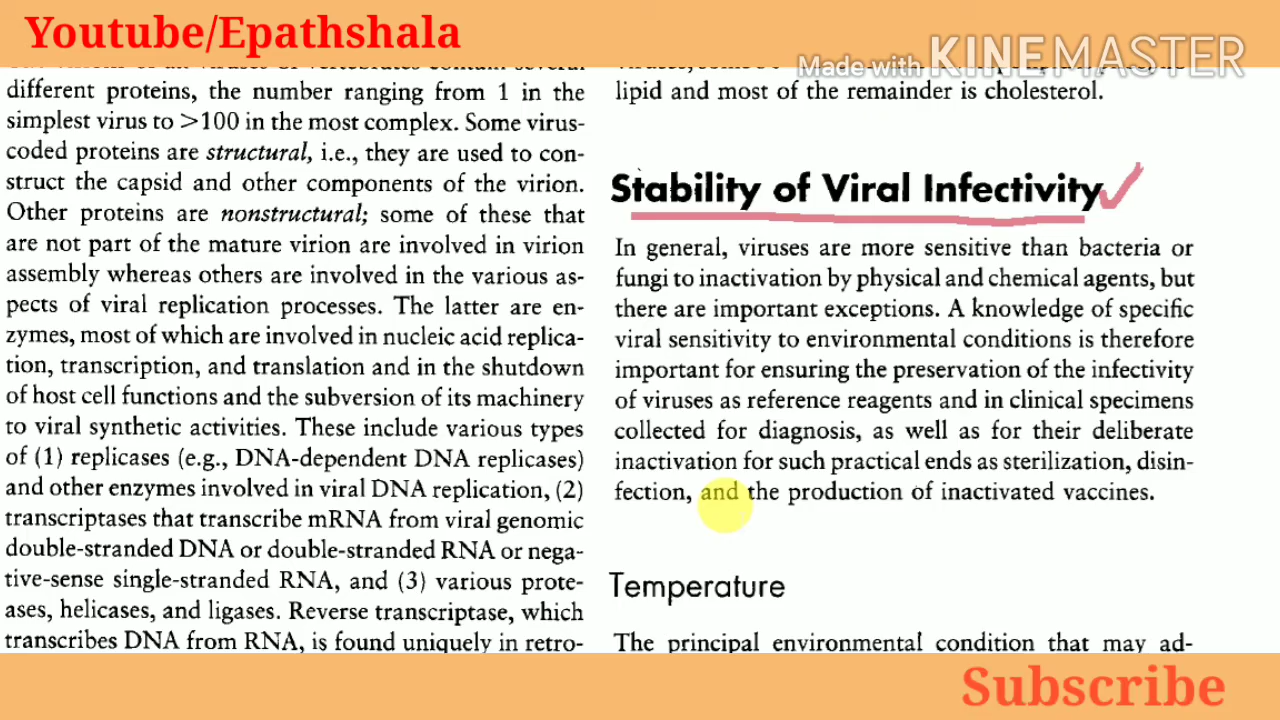 Youtube/Epathshala
Made with KINEMASTER
different proteins, the number ranging from 1 in the
simplest virus to >100 in the most complex. Some virus-
coded proteins are structural, i.e., they are used to con-
struct the capsid and other components of the virion.
Other proteins are nonstructural; some of these that
are not part of the mature virion are involved in virion
assembly whereas others are involved in the various as-
pects of viral replication processes. The latter are en-
zymes, most of which are involved in nucleic acid replica-
tion, transcription, and translation and in the shutdown
of host cell functions and the subversion of its machinery
to viral synthetic activities. These include various types
of (1) replicases (e.g., DNA-dependent DNA replicases)
and other enzymes involved in viral DNA replication, (2)
transcriptases that transcribe mRNA from viral genomic
double-stranded DNA or double-stranded RNA or nega-
tive-sense single-stranded RNA, and (3) various prote-
ases, helicases, and ligases. Reverse transcriptase, which
transcribes DNA from RNA, is found uniquely in retro-
lipid and most of the remainder is cholesterol.
Stability of Viral Infectivity
In general, viruses are more sensitive than bacteria or
fungi to inactivation by physical and chemical agents, but
there are important exceptions. A knowledge of specific
viral sensitivity to environmental conditions is therefore
important for ensuring the preservation of the infectivity
of viruses as reference reagents and in clinical specimens
collected for diagnosis, as well as for their deliberate
inactivation for such practical ends as sterilization, disin-
fection, and the production of inactivated vaccines.
Temperature
The principal environmental condition that may ad-
Subscribe